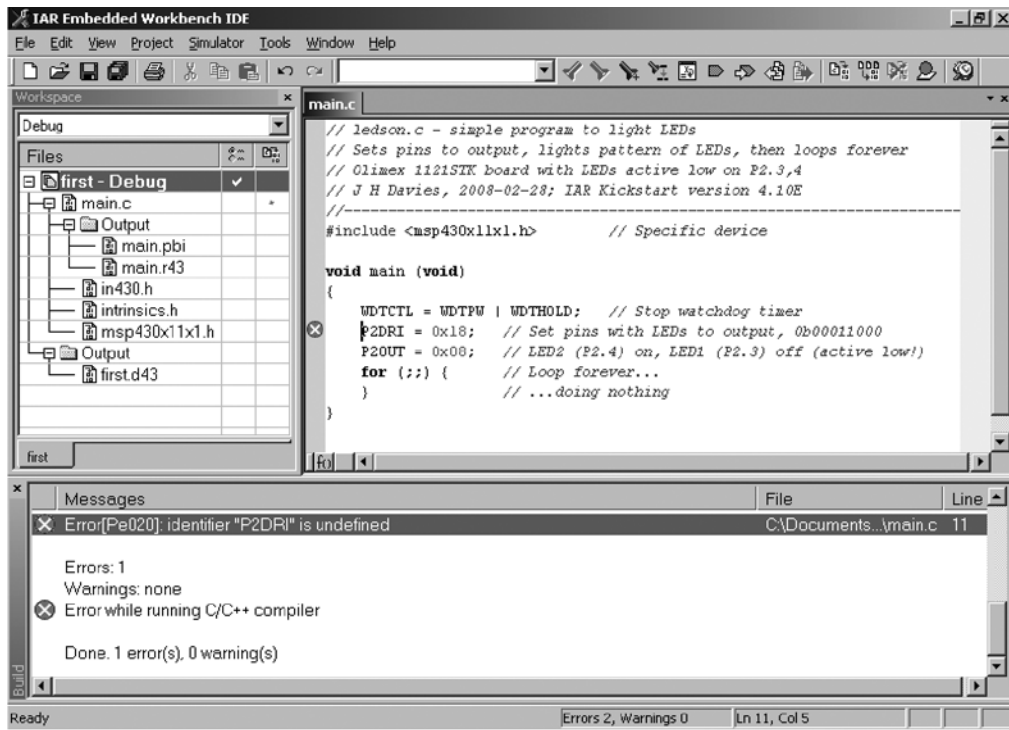 IAR Embedded Workbench IDE
File Edit View Project Simulator Tools Window Help
Workspace
Debug
Files
first - Debug
main.c
Output
main.pbi
main.r43
in430.h
intrinsics.h
msp430x11x1.h
Output
first.d43
first
main.c
// ledson.c - simple program to light LEDs
// Sets pins to output, lights pattern of LEDs, then loops forever
// Olimex 1121STK board with LEDs active low on P2.3,4
// J H Davies, 2008-02-28; IAR Kickstart version 4.10E
//-----------------------------------------------------------------------
#include <msp430x11x1.h> // Specific device
void main (void)
{
WDTCTL = WDTPW | WDTHOLD; // Stop watchdog timer
P2DRI = 0x18; // Set pins with LEDs to output, 0b00011000
P2OUT = 0x08; // LED2 (P2.4) on, LED1 (P2.3) off (active low!)
for (;;) { // Loop forever...
} // ...doing nothing
}
f()
Messages File Line
Error[Pe020]: identifier "P2DRI" is undefined C:\Documents...\main.c 11
Errors: 1
Warnings: none
Error while running C/C++ compiler
Done. 1 error(s), 0 warning(s)
Build
Ready Errors 2, Warnings 0 Ln 11, Col 5